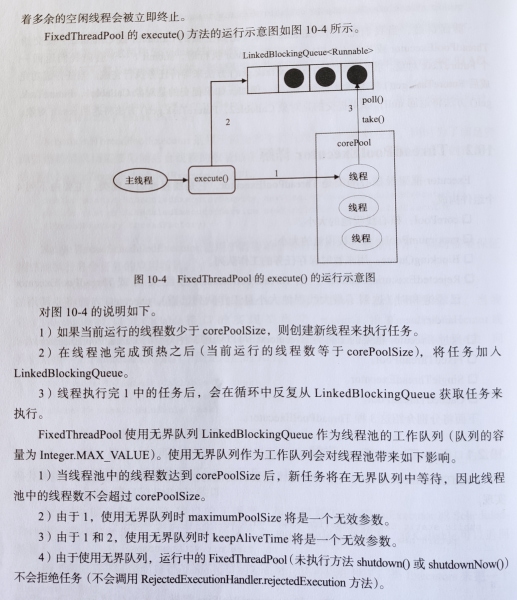 着多余的空闲线程会被立即终止。
FixedThreadPool 的 execute() 方法的运行示意图如图 10-4 所示。
LinkedBlockingQueue<Runnable>
poll()
3
take()
2
corePool
主线程
execute()
1
线程
线程
线程
图 10-4 FixedThreadPool 的 execute() 的运行示意图
对图 10-4 的说明如下。
1）如果当前运行的线程数少于 corePoolSize，则创建新线程来执行任务。
2）在线程池完成预热之后（当前运行的线程数等于 corePoolSize），将任务加入
LinkedBlockingQueue。
3）线程执行完 1 中的任务后，会在循环中反复从 LinkedBlockingQueue 获取任务来
执行。
FixedThreadPool 使用无界队列 LinkedBlockingQueue 作为线程池的工作队列（队列的容
量为 Integer.MAX_VALUE）。使用无界队列作为工作队列会对线程池带来如下影响。
1）当线程池中的线程数达到 corePoolSize 后，新任务将在无界队列中等待，因此线程
池中的线程数不会超过 corePoolSize。
2）由于 1，使用无界队列时 maximumPoolSize 将是一个无效参数。
3）由于 1 和 2，使用无界队列时 keepAliveTime 将是一个无效参数。
4）由于使用无界队列，运行中的 FixedThreadPool（未执行方法 shutdown() 或 shutdownNow()）
不会拒绝任务（不会调用 RejectedExecutionHandler.rejectedExecution 方法）。